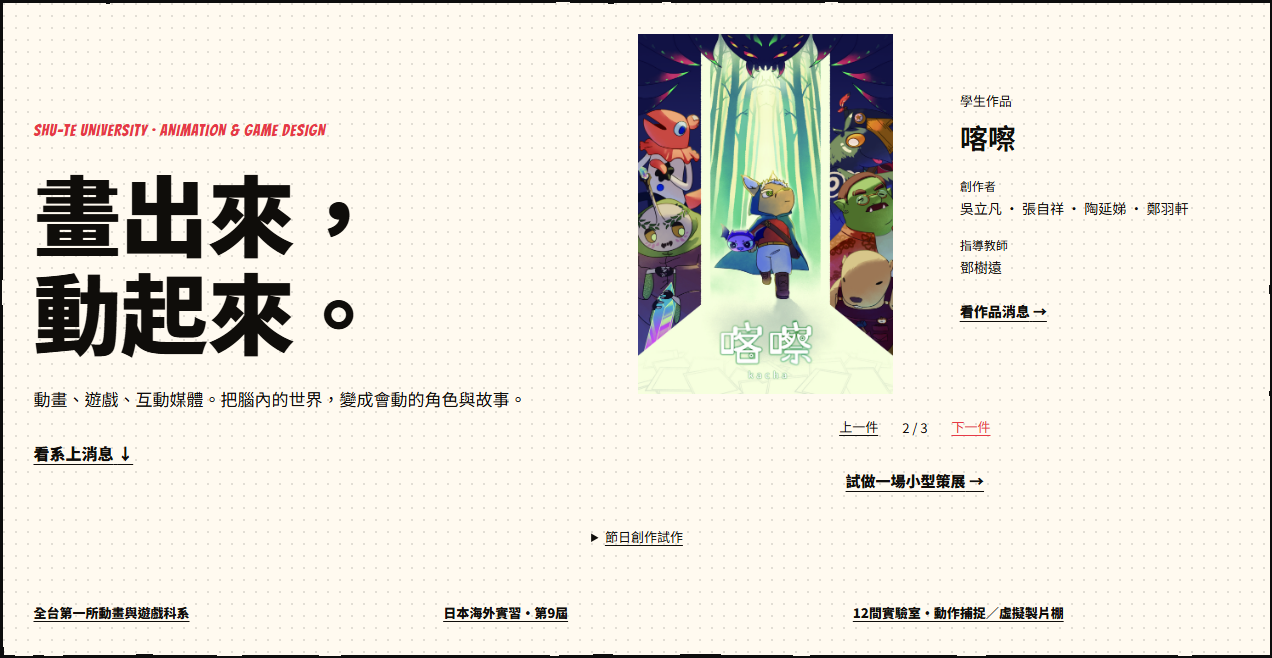 SHU-TE UNIVERSITY · ANIMATION & GAME DESIGN
畫出來，
動起來。
動畫、遊戲、互動媒體。把腦內的世界，變成會動的角色與故事。
看系上消息 ↓
喀嚓
kacha
學生作品
喀嚓
創作者
吳立凡 · 張自祥 · 陶延娣 · 鄭羽軒
指導教師
鄧樹遠
看作品消息 →
上一件 2 / 3 下一件
試做一場小型策展 →
▶ 節日創作試作
全台第一所動畫與遊戲科系
日本海外實習・第9屆
12間實驗室・動作捕捉／虛擬製片棚